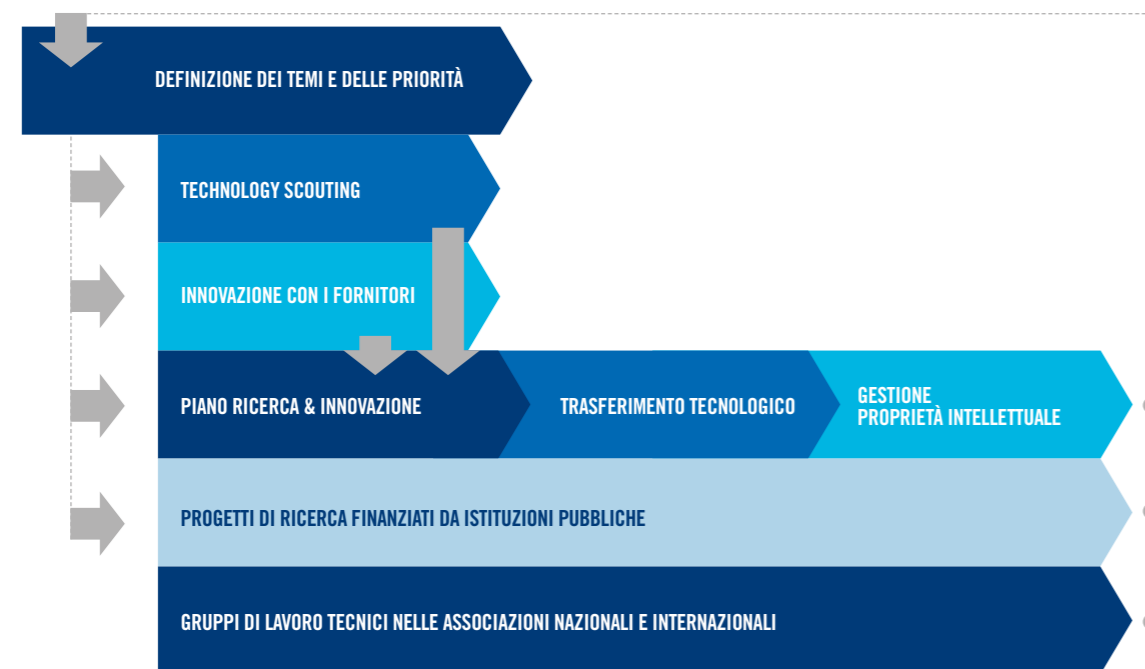 DEFINIZIONE DEI TEMI E DELLE PRIORITÀ
TECHNOLOGY SCOUTING
INNOVAZIONE CON I FORNITORI
PIANO RICERCA & INNOVAZIONE
TRASFERIMENTO TECNOLOGICO
GESTIONE
PROPRIETÀ INTELLETTUALE
PROGETTI DI RICERCA FINANZIATI DA ISTITUZIONI PUBBLICHE
GRUPPI DI LAVORO TECNICI NELLE ASSOCIAZIONI NAZIONALI E INTERNAZIONALI